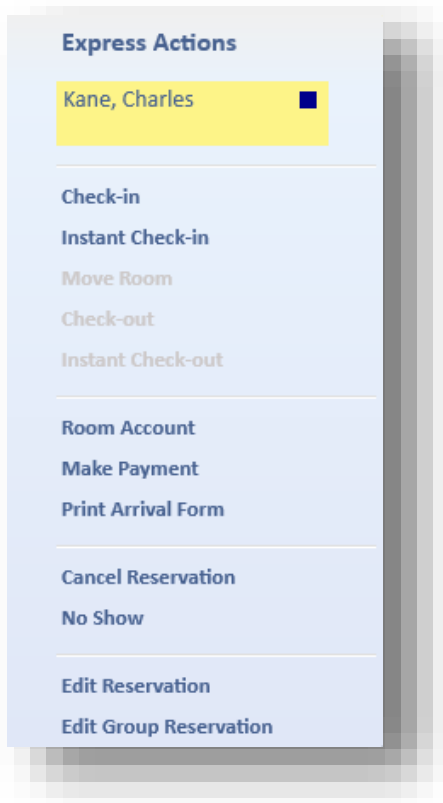 Express Actions
Kane, Charles
Check-in
Instant Check-in
Move Room
Check-out
Instant Check-out
Room Account
Make Payment
Print Arrival Form
Cancel Reservation
No Show
Edit Reservation
Edit Group Reservation